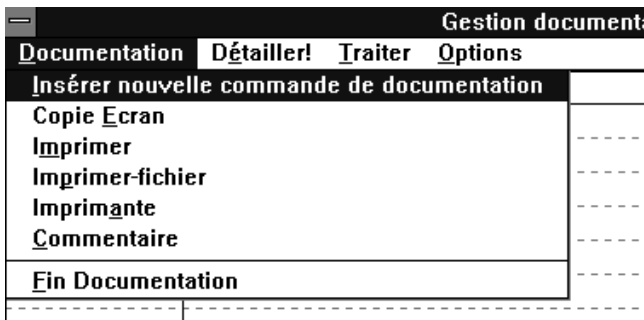 Gestion
Documentation Détailler! Traiter Options
Insérer nouvelle commande de documentation
Copie Ecran
Imprimer
Imprimer-fichier
Imprimante
Commentaire
Fin Documentation